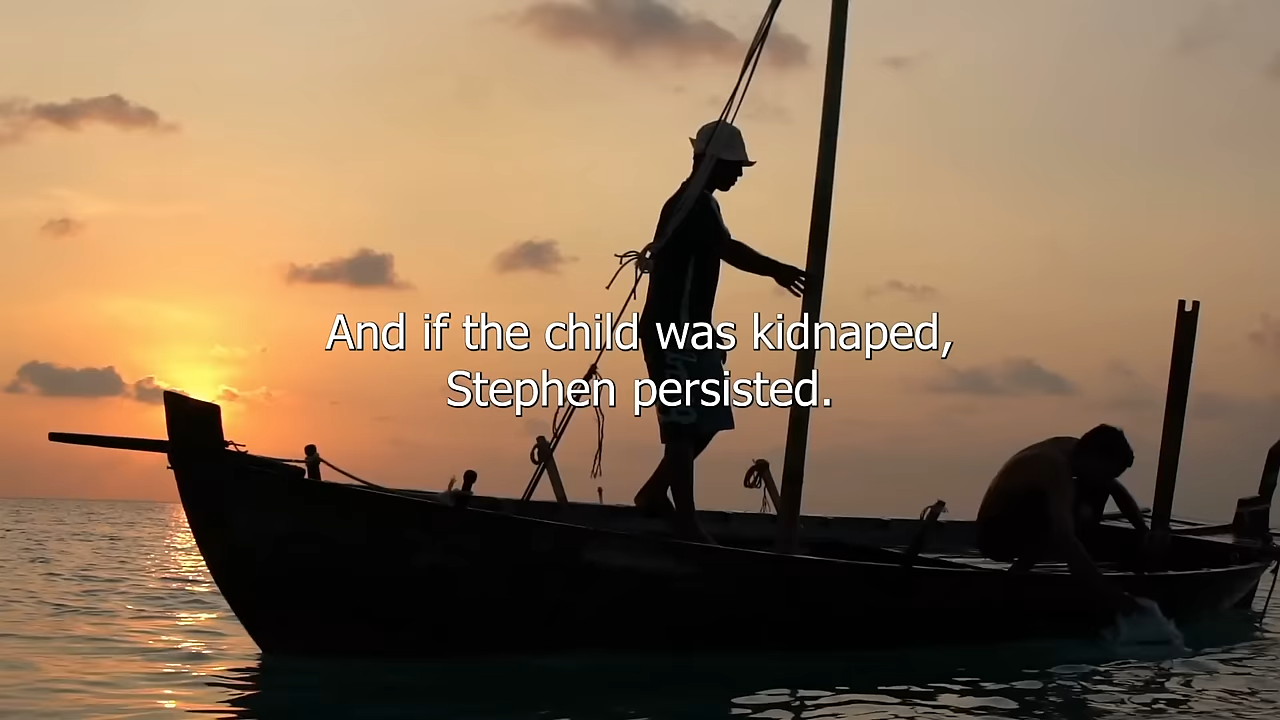 And if the child was kidnaped,
Stephen persisted.